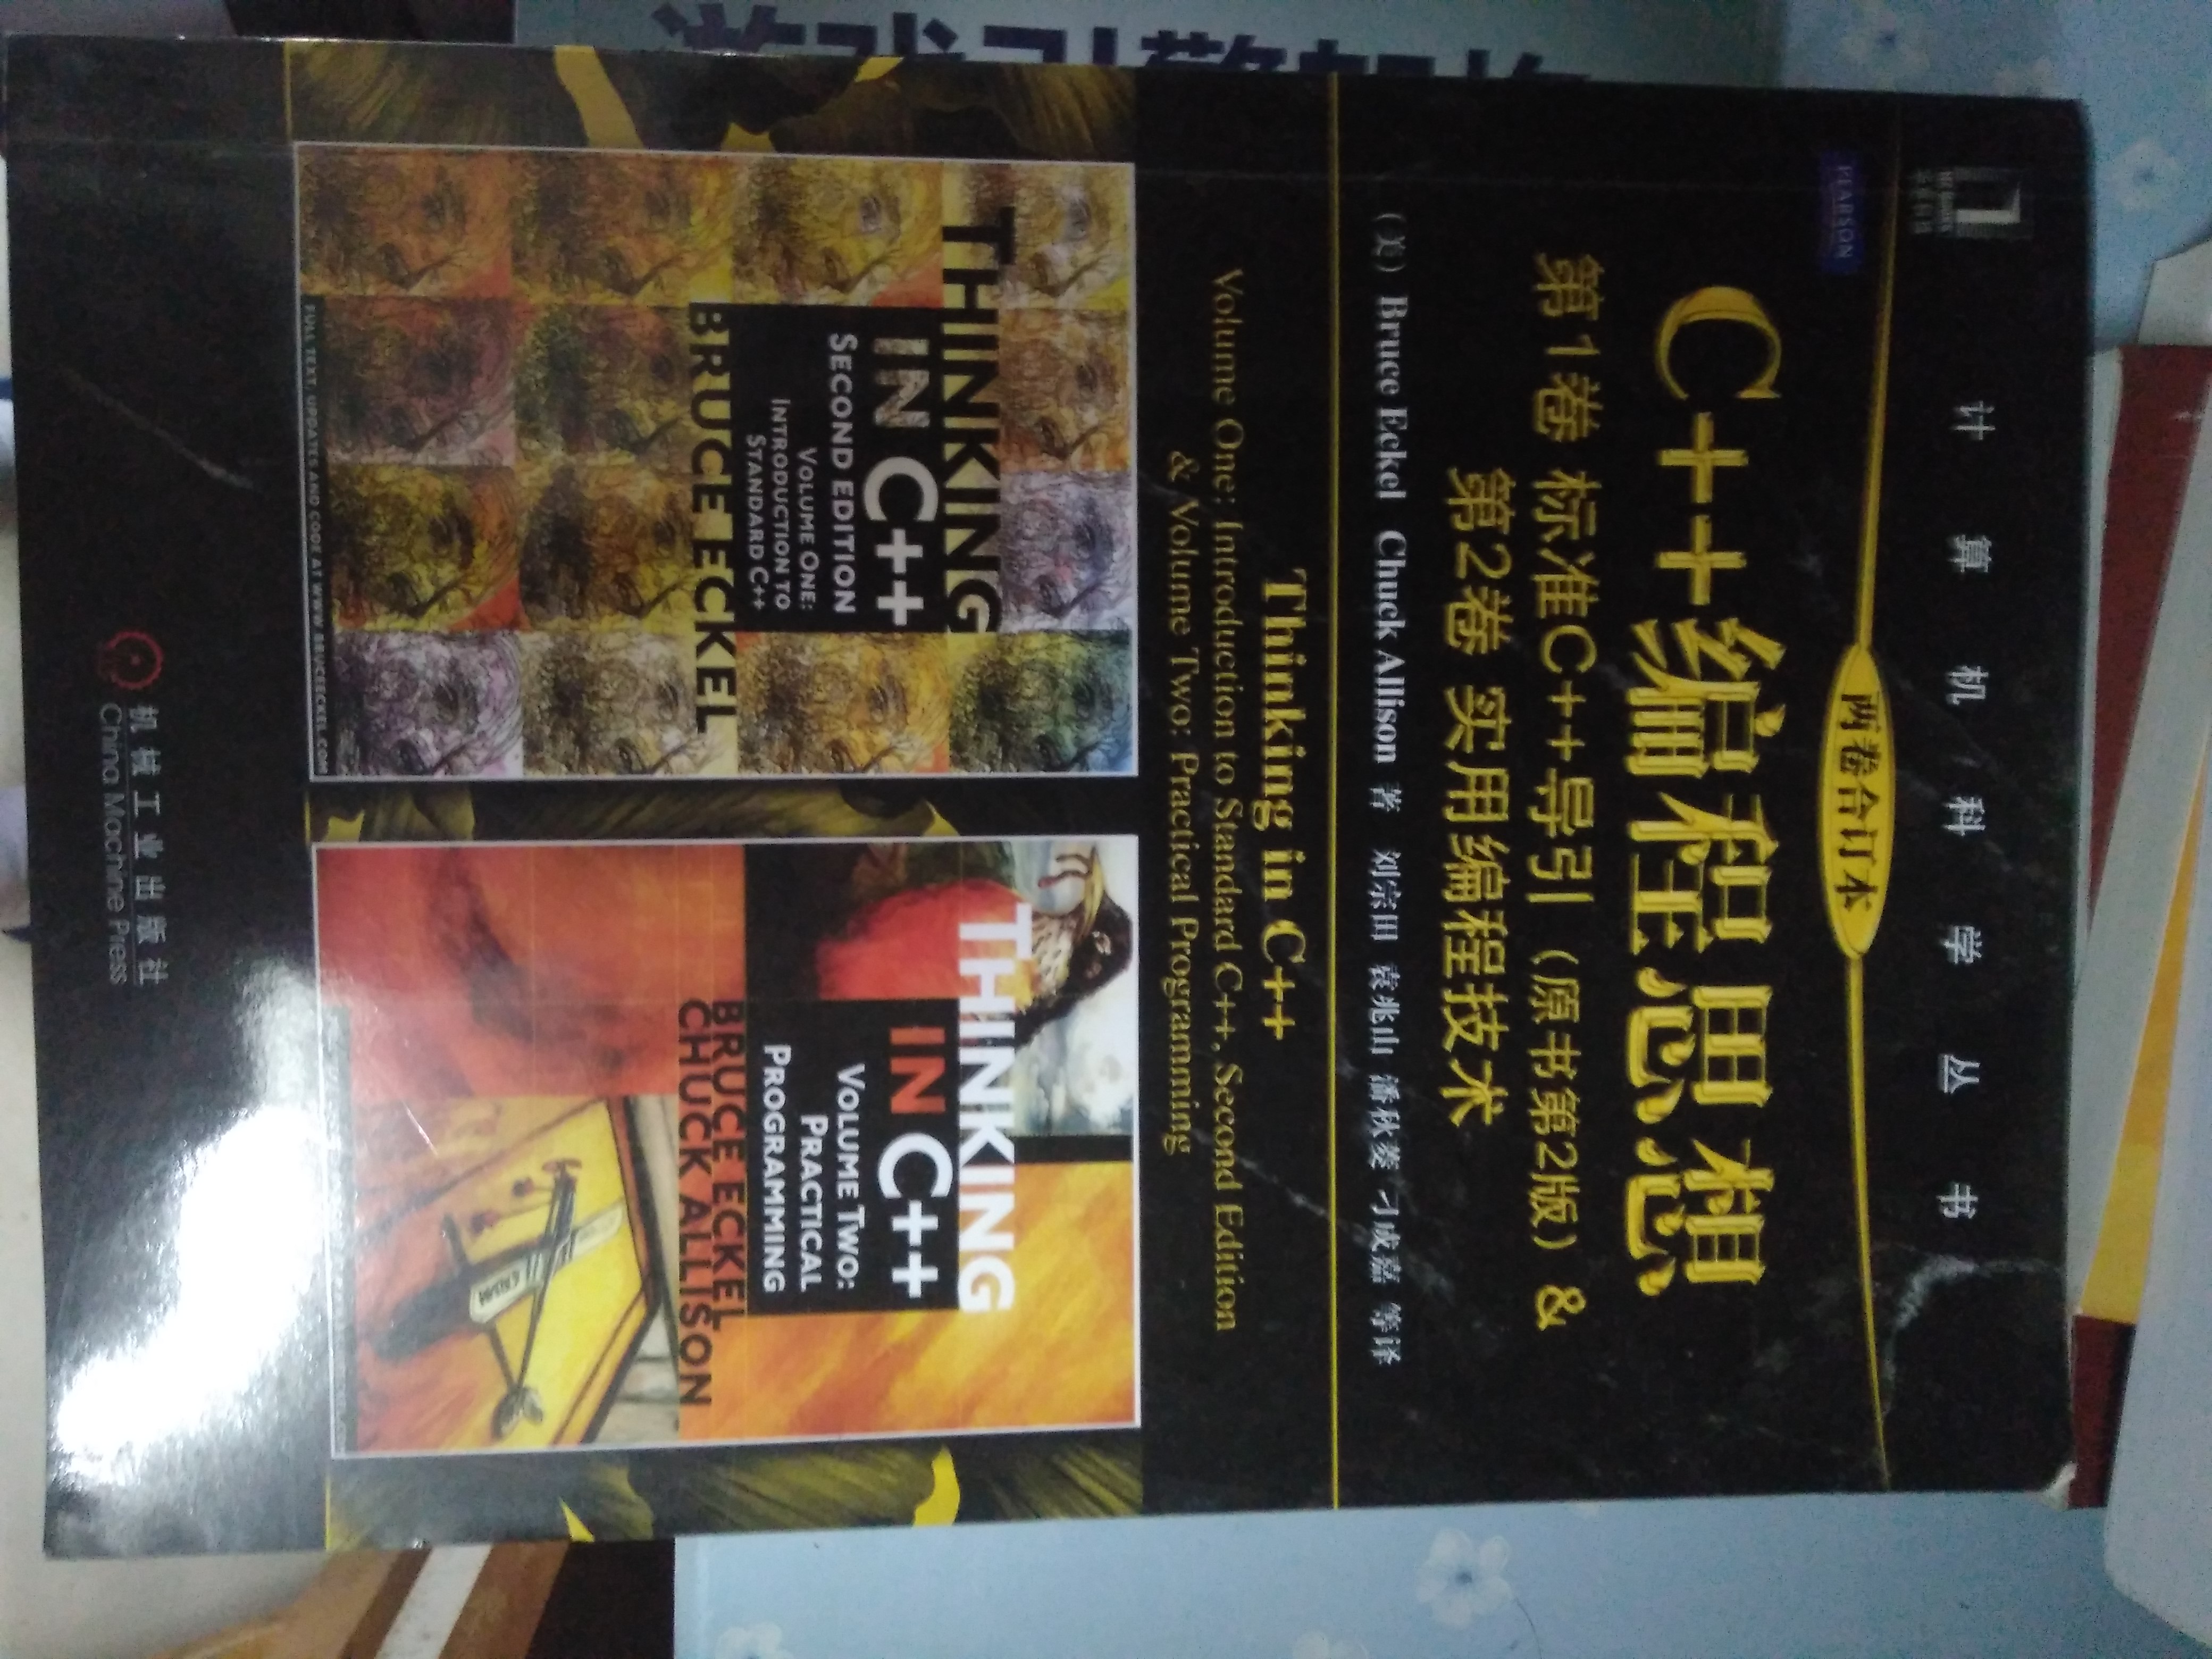 计算机科学丛书
两卷合订本
PEARSON
C++编程思想
第1卷 标准C++导引（原书第2版）&
第2卷 实用编程技术
（美）Bruce Eckel Chuck Allison 著 刘宗田 袁兆山 潘秋菱 刁成嘉 等译
Thinking in C++
Volume One: Introduction to Standard C++, Second Edition
& Volume Two: Practical Programming
THINKING
IN C++
SECOND EDITION
VOLUME ONE:
INTRODUCTION TO
STANDARD C++
BRUCE ECKEL
FULL TEXT, UPDATES AND CODE AT WWW.BRUCEECKEL.COM
THINKING
IN C++
VOLUME TWO:
PRACTICAL
PROGRAMMING
BRUCE ECKEL
CHUCK ALLISON
WWW.BRUCEECKEL.COM
机械工业出版社
China Machine Press